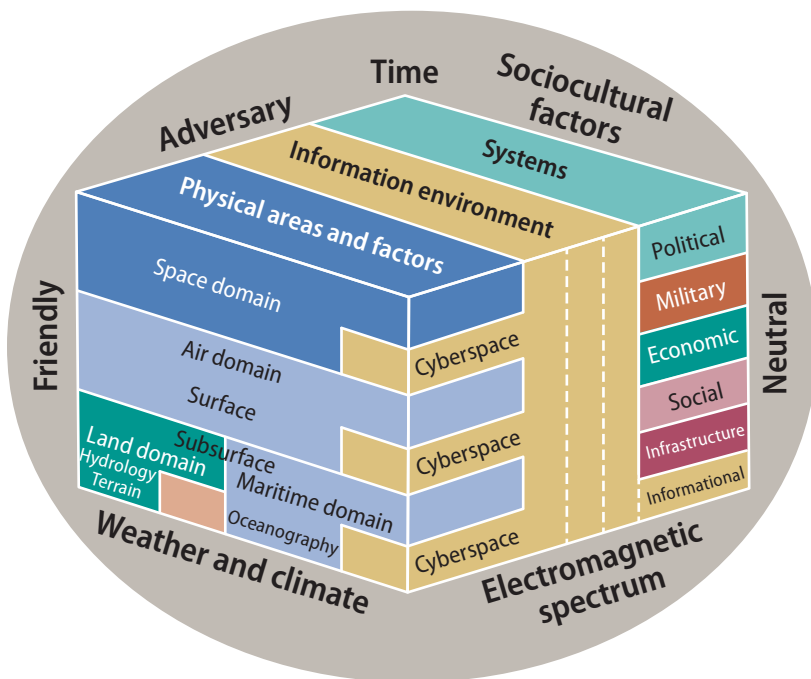 Time
Sociocultural
factors
Adversary
Systems
Information environment
Physical areas and factors
Political
Space domain
Military
Friendly
Neutral
Economic
Cyberspace
Air domain
Social
Surface
Infrastructure
Cyberspace
Subsurface
Land domain
Hydrology
Terrain
Maritime domain
Informational
Oceanography
Cyberspace
Weather and climate
Electromagnetic
spectrum